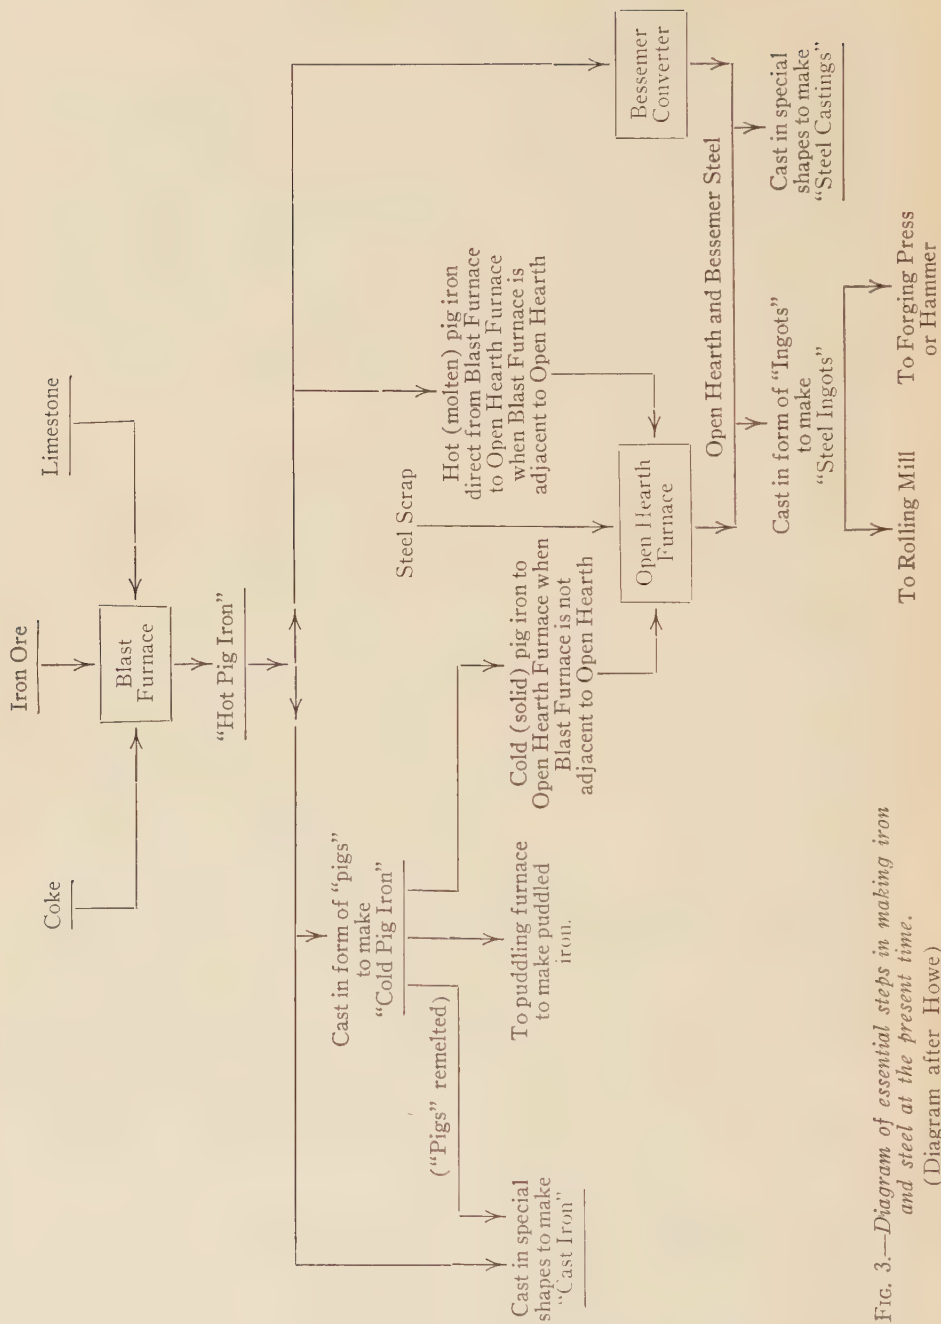 Iron Ore
Coke
Limestone
Blast
Furnace
“Hot Pig Iron”
Cast in form of “pigs”
to make
“Cold Pig Iron”
(“Pigs” remelted)
Steel Scrap
Hot (molten) pig iron
direct from Blast Furnace
to Open Hearth Furnace
when Blast Furnace is
adjacent to Open Hearth
Bessemer
Converter
Cast in special
shapes to make
“Cast Iron”
To puddling furnace
to make puddled
iron.
Cold (solid) pig iron to
Open Hearth Furnace when
Blast Furnace is not
adjacent to Open Hearth
Open Hearth
Furnace
Open Hearth and Bessemer Steel
Cast in form of “Ingots”
to make
“Steel Ingots”
Cast in special
shapes to make
“Steel Castings”
To Rolling Mill
To Forging Press
or Hammer
FIG. 3.—Diagram of essential steps in making iron
and steel at the present time.
(Diagram after Howe)